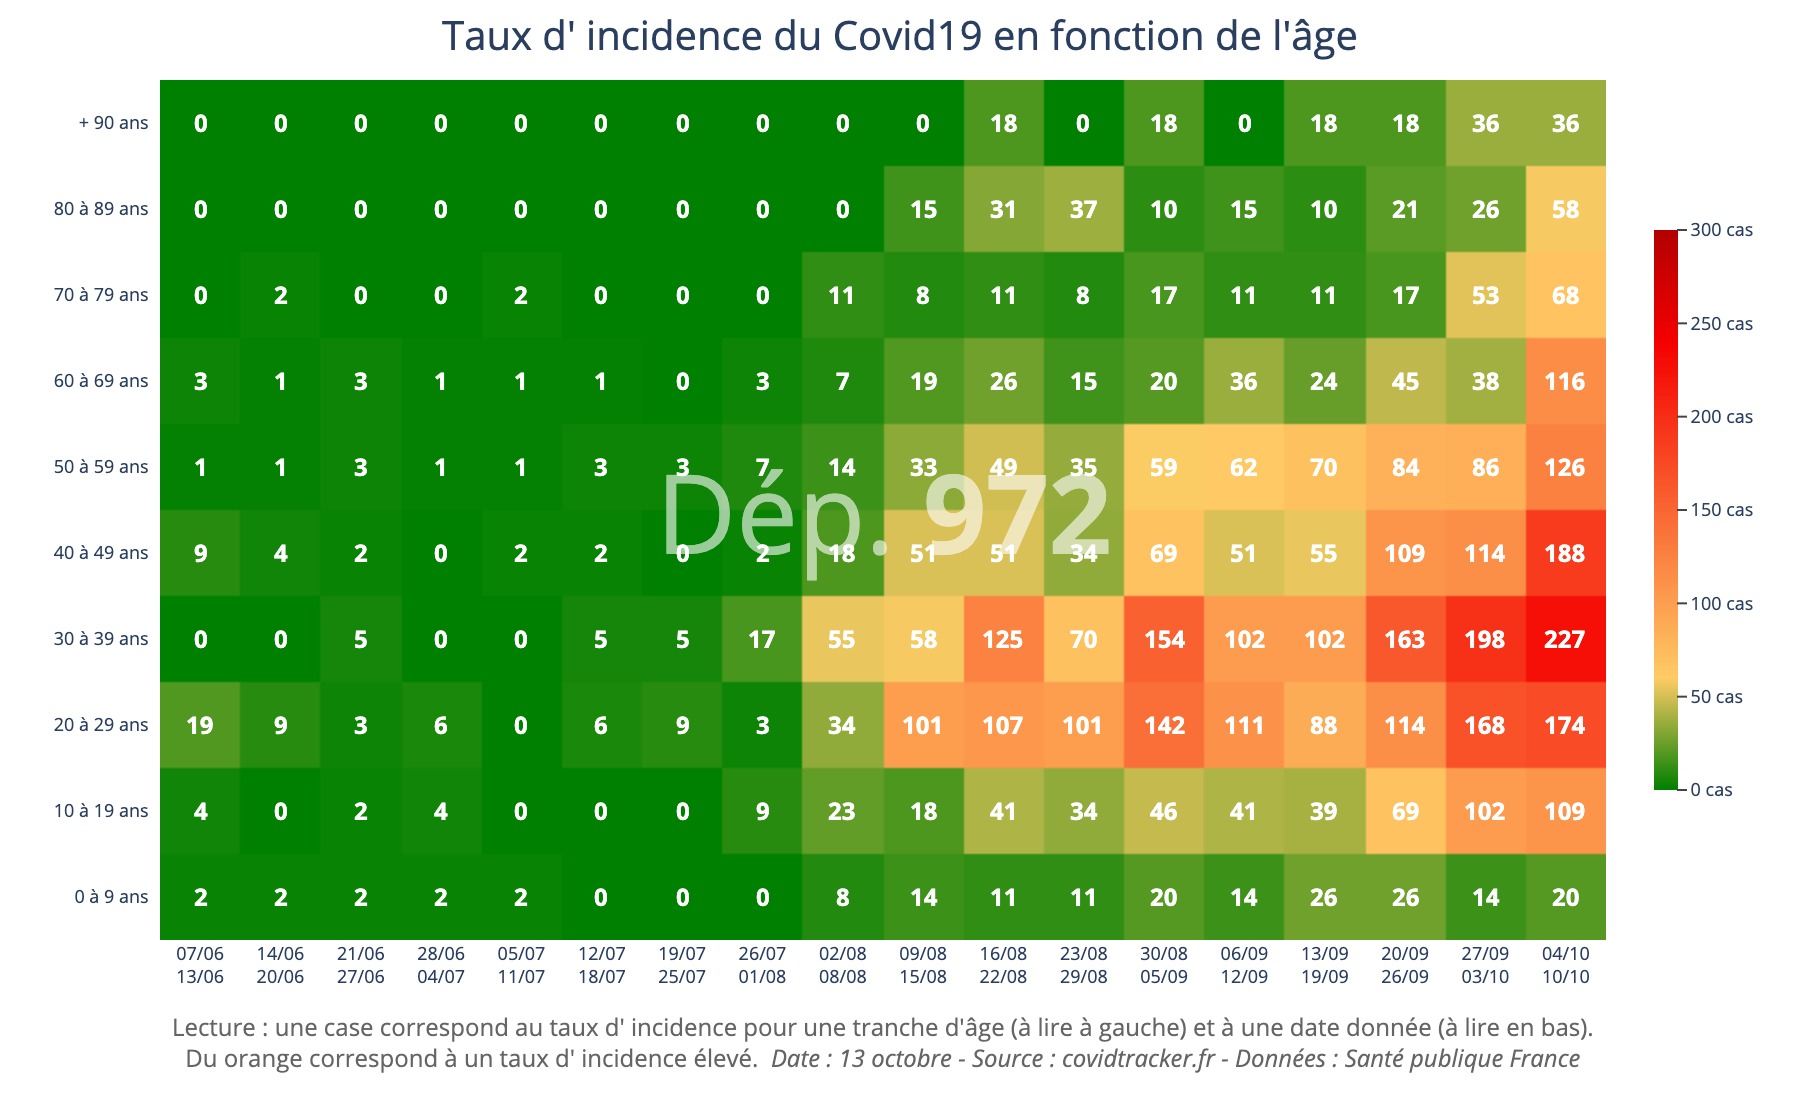 Taux d' incidence du Covid19 en fonction de l'âge
+ 90 ans 0 0 0 0 0 0 0 0 0 0 18 0 18 0 18 18 36 36
80 à 89 ans 0 0 0 0 0 0 0 0 0 15 31 37 10 15 10 21 26 58
70 à 79 ans 0 2 0 0 2 0 0 0 11 8 11 8 17 11 11 17 53 68
60 à 69 ans 3 1 3 1 1 1 0 3 7 19 26 15 20 36 24 45 38 116
50 à 59 ans 1 1 3 1 1 3 3 7 14 33 49 35 59 62 70 84 86 126
Dép. 972
40 à 49 ans 9 4 2 0 2 2 0 2 18 51 51 34 69 51 55 109 114 188
30 à 39 ans 0 0 5 0 0 5 5 17 55 58 125 70 154 102 102 163 198 227
20 à 29 ans 19 9 3 6 0 6 9 3 34 101 107 101 142 111 88 114 168 174
10 à 19 ans 4 0 2 4 0 0 0 9 23 18 41 34 46 41 39 69 102 109
0 à 9 ans 2 2 2 2 2 0 0 0 8 14 11 11 20 14 26 26 14 20
07/06 14/06 21/06 28/06 05/07 12/07 19/07 26/07 02/08 09/08 16/08 23/08 30/08 06/09 13/09 20/09 27/09 04/10
13/06 20/06 27/06 04/07 11/07 18/07 25/07 01/08 08/08 15/08 22/08 29/08 05/09 12/09 19/09 26/09 03/10 10/10
300 cas
250 cas
200 cas
150 cas
100 cas
50 cas
0 cas
Lecture : une case correspond au taux d' incidence pour une tranche d'âge (à lire à gauche) et à une date donnée (à lire en bas).
Du orange correspond à un taux d' incidence élevé. Date : 13 octobre - Source : covidtracker.fr - Données : Santé publique France